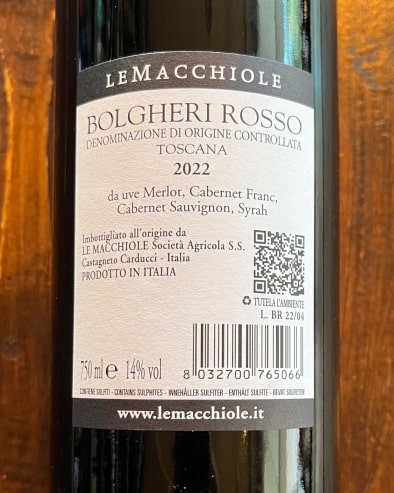 LEMACCHIOLE
BOLGHERI ROSSO
DENOMINAZIONE DI ORIGINE CONTROLLATA
TOSCANA
2022
da uve Merlot, Cabernet Franc,
Cabernet Sauvignon, Syrah
Imbottigliato all'origine da
LE MACCHIOLE Società Agricola S.S.
Castagneto Carducci - Italia
PRODOTTO IN ITALIA
TUTELA L'AMBIENTE
L. BR 22/04
750 ml e 14% vol
8 032700 765066
CONTIENE SOLFITI - CONTAINS SULPHITES - INNEHÅLLER SULFITER - ENTHÄLT SULFITE - BEVAT SULFIETEN
www.lemacchiole.it